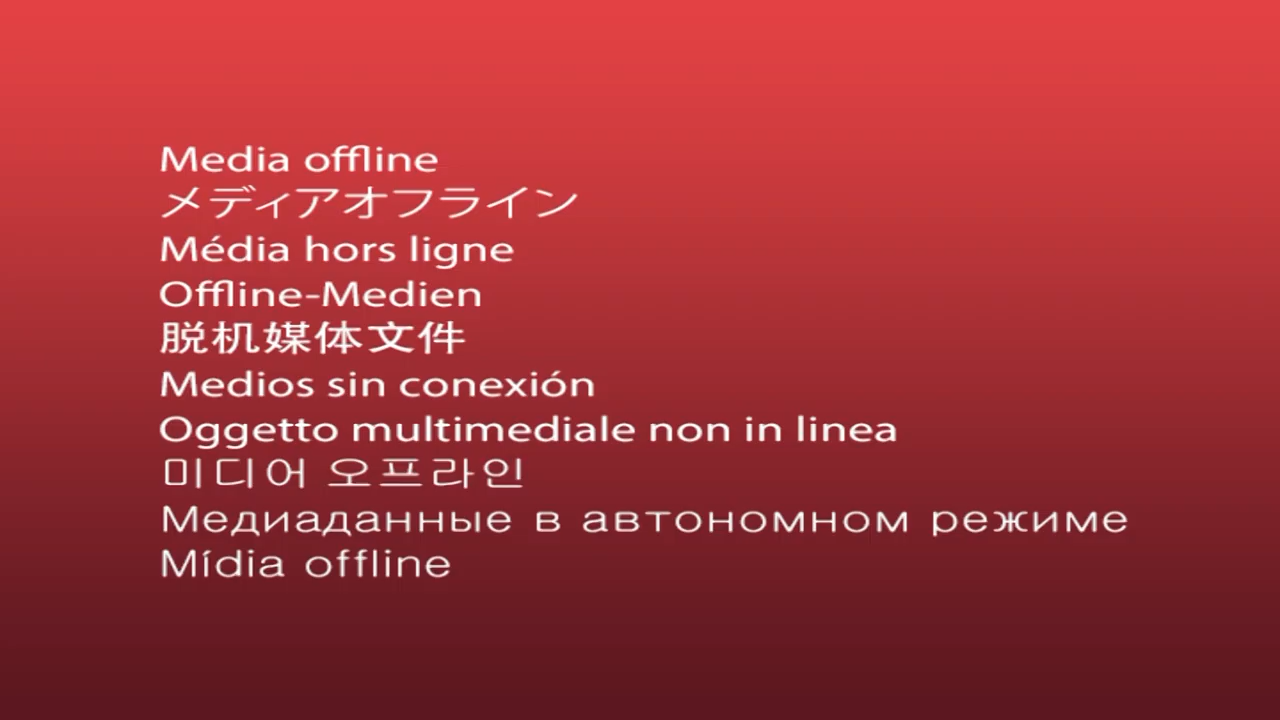 Media offline
メディアオフライン
Média hors ligne
Offline-Medien
脱机媒体文件
Medios sin conexión
Oggetto multimediale non in linea
미디어 오프라인
Медиаданные в автономном режиме
Mídia offline